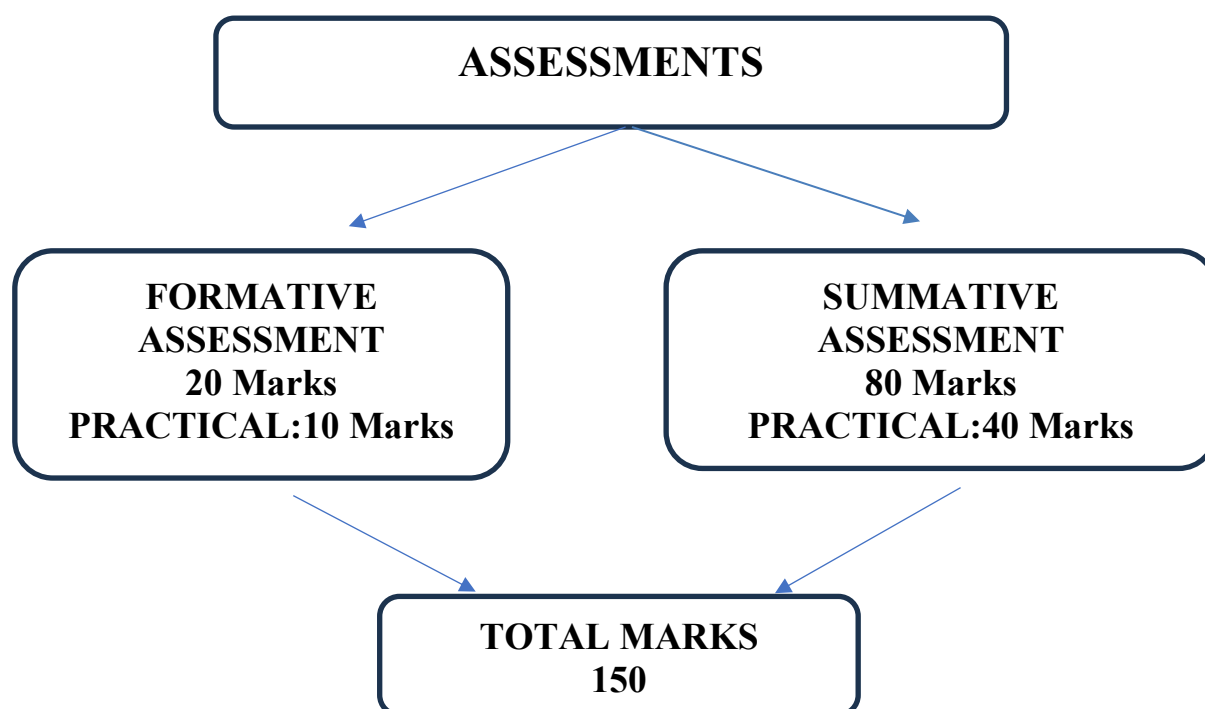 ASSESSMENTS
FORMATIVE
ASSESSMENT
20 Marks
PRACTICAL:10 Marks
SUMMATIVE
ASSESSMENT
80 Marks
PRACTICAL:40 Marks
TOTAL MARKS
150